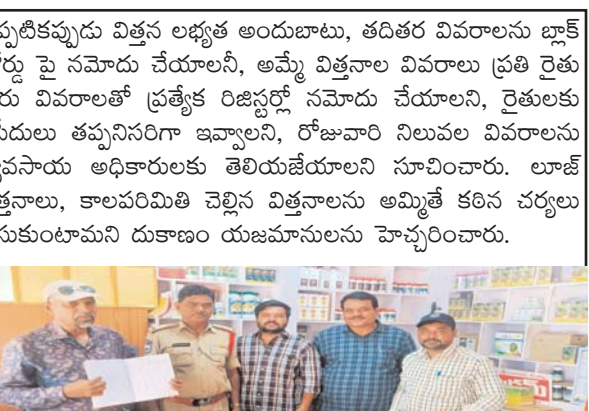 ప్పటికప్పుడు విత్తన లభ్యత అందుబాటు, తదితర వివరాలను బ్లాక్
ర్డు పై నమోదు చేయాలనీ, అమ్మే విత్తనాల వివరాలు ప్రతి రైతు
రు వివరాలతో ప్రత్యేక రిజిస్టర్లో నమోదు చేయాలని, రైతులకు
సీదులు తప్పనిసరిగా ఇవ్వాలని, రోజువారి నిలువల వివరాలను
వ్యవసాయ అధికారులకు తెలియజేయాలని సూచించారు. లూజ్
త్తనాలు, కాలపరిమితి చెల్లిన విత్తనాలను అమ్మితే కఠిన చర్యలు
సుకుంటామని దుకాణం యజమానులను హెచ్చరించారు.